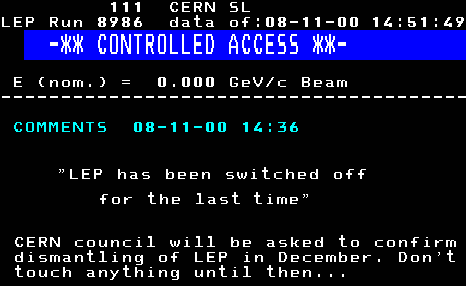 111 CERN SL
LEP Run 8986 data of:08-11-00 14:51:49
-** CONTROLLED ACCESS **-
E (nom.) = 0.000 GeV/c Beam
COMMENTS 08-11-00 14:36
"LEP has been switched off
for the last time"
CERN council will be asked to confirm
dismantling of LEP in December. Don't
touch anything until then...